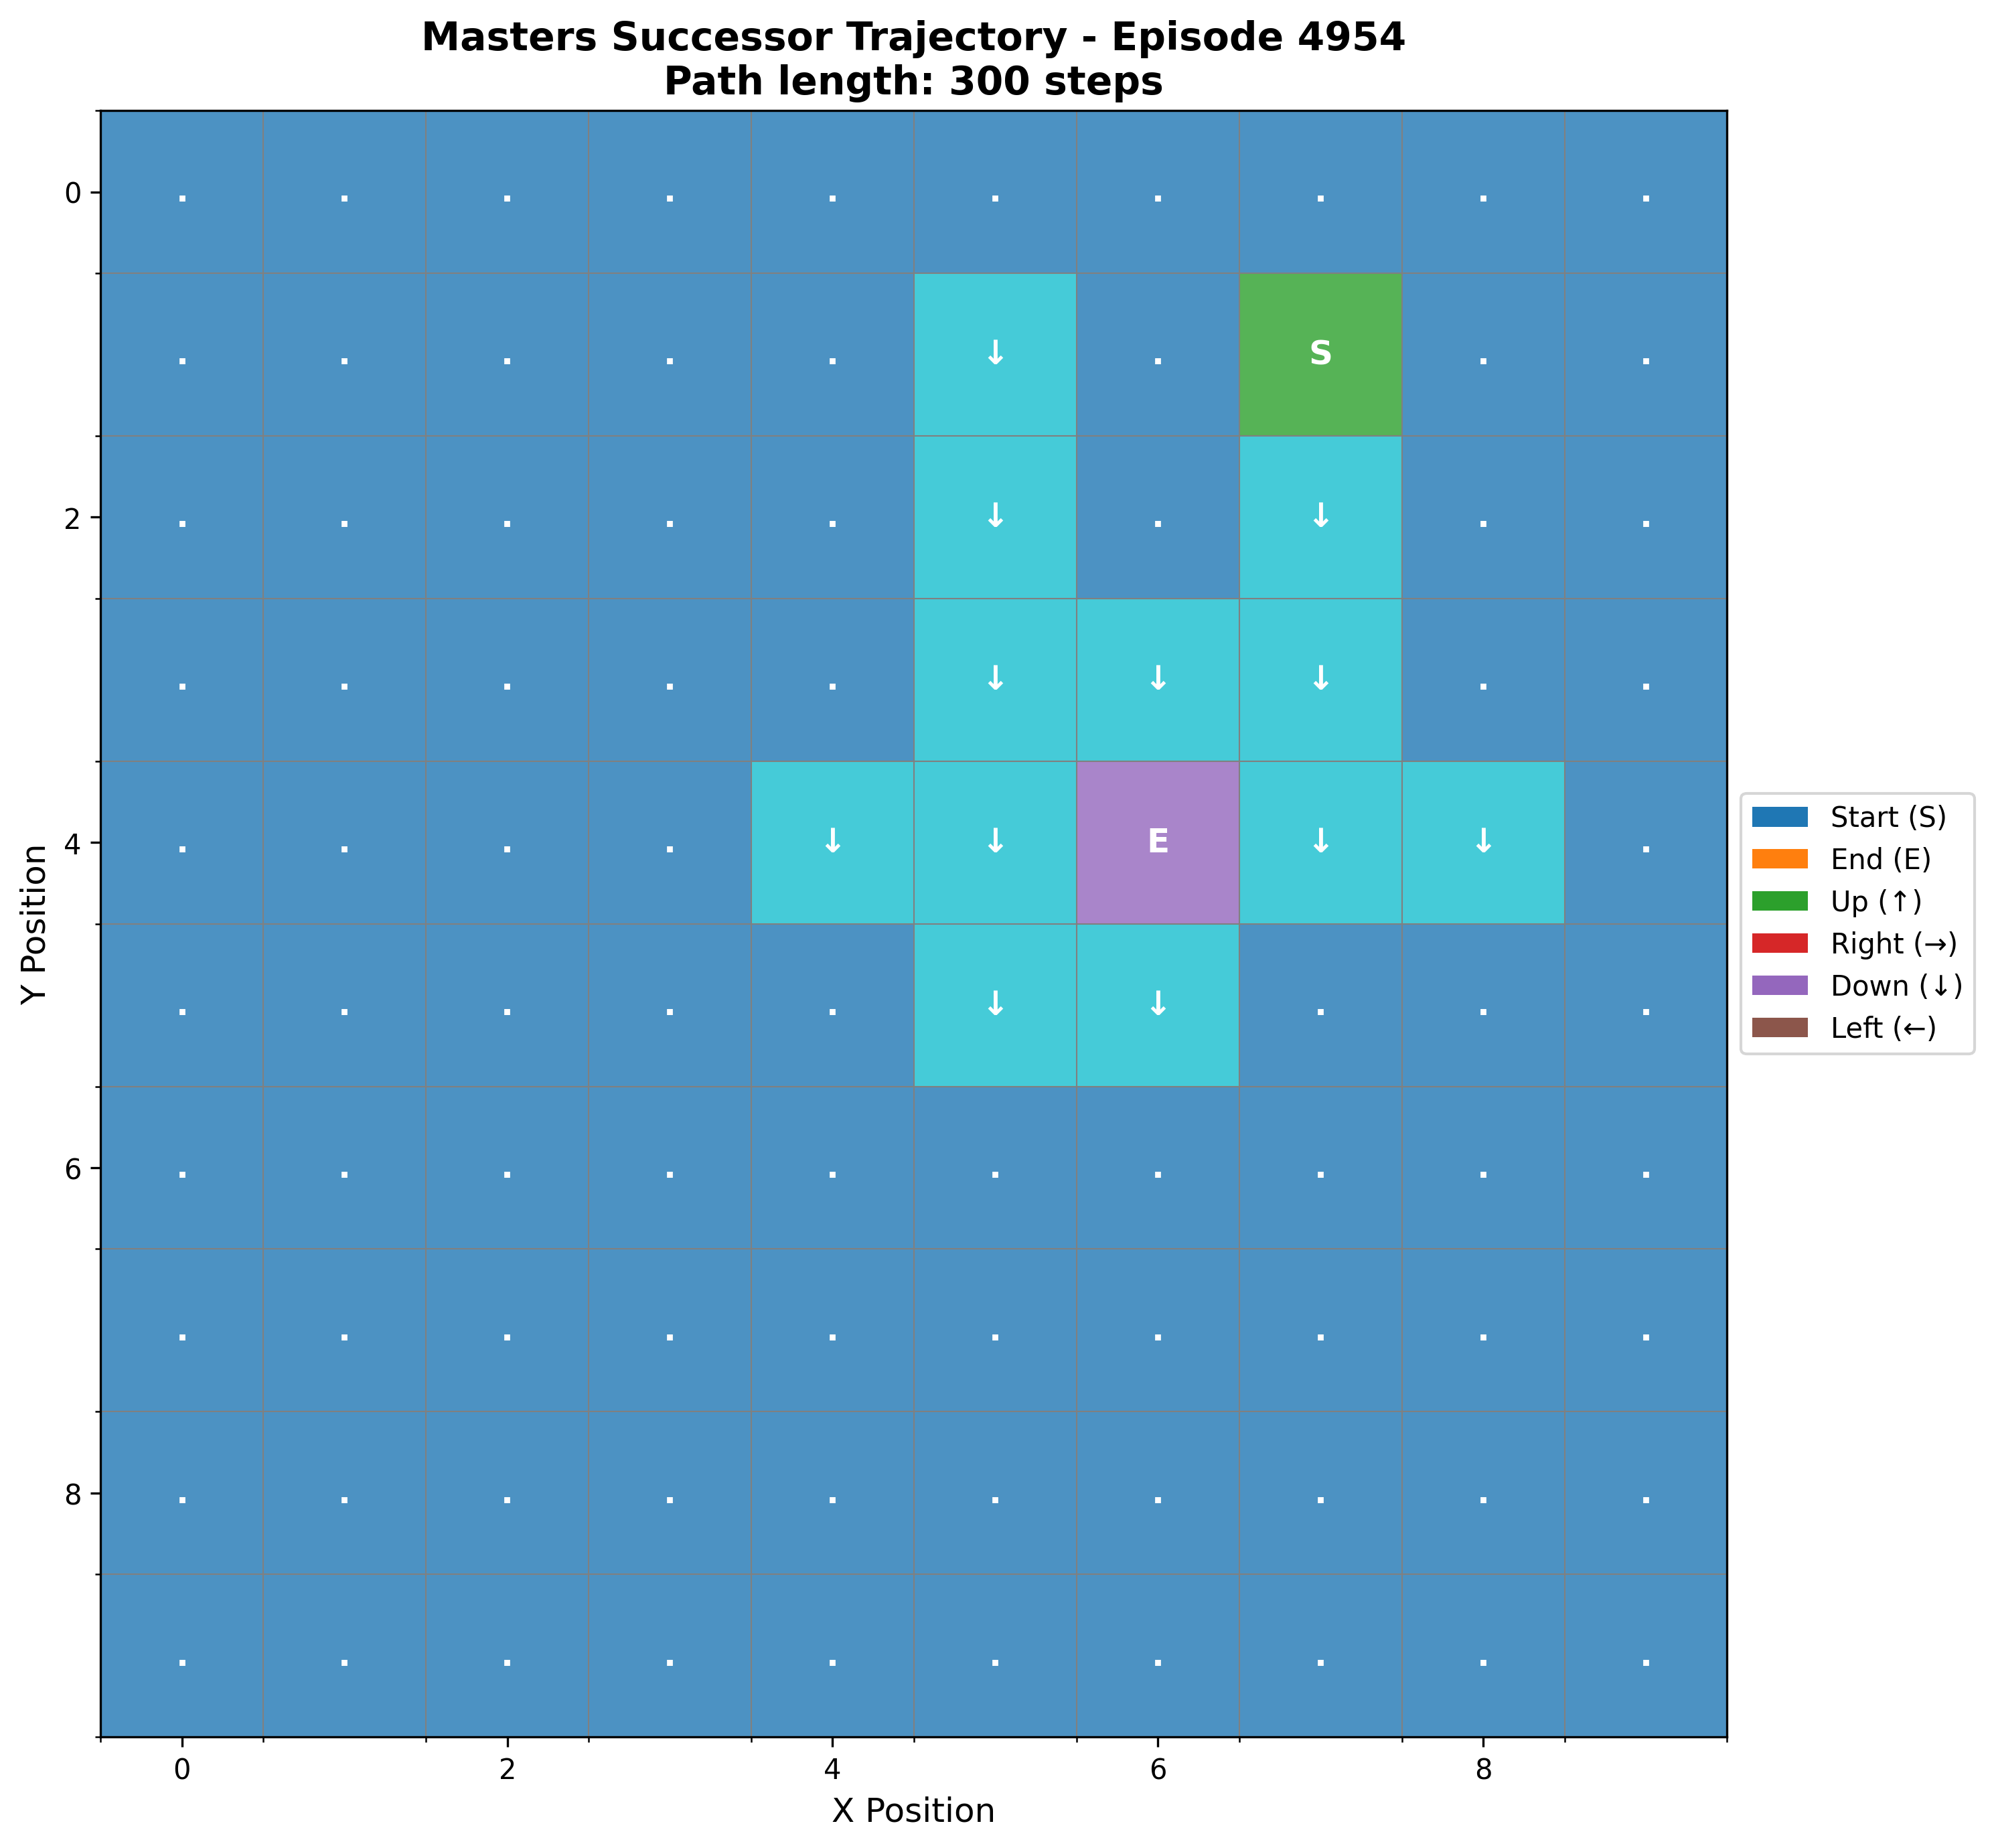 Masters Successor Trajectory - Episode 4954
Path length: 300 steps
0
. . . . . . . . . .
. . . . . ↓ . S . .
2
. . . . . ↓ . ↓ . .
. . . . . ↓ ↓ ↓ . .
4
. . . . ↓ ↓ E ↓ ↓ .
. . . . . ↓ ↓ . . .
6
. . . . . . . . . .
. . . . . . . . . .
8
. . . . . . . . . .
. . . . . . . . . .
0 2 4 6 8
X Position
Y Position
Start (S)
End (E)
Up (↑)
Right (→)
Down (↓)
Left (←)